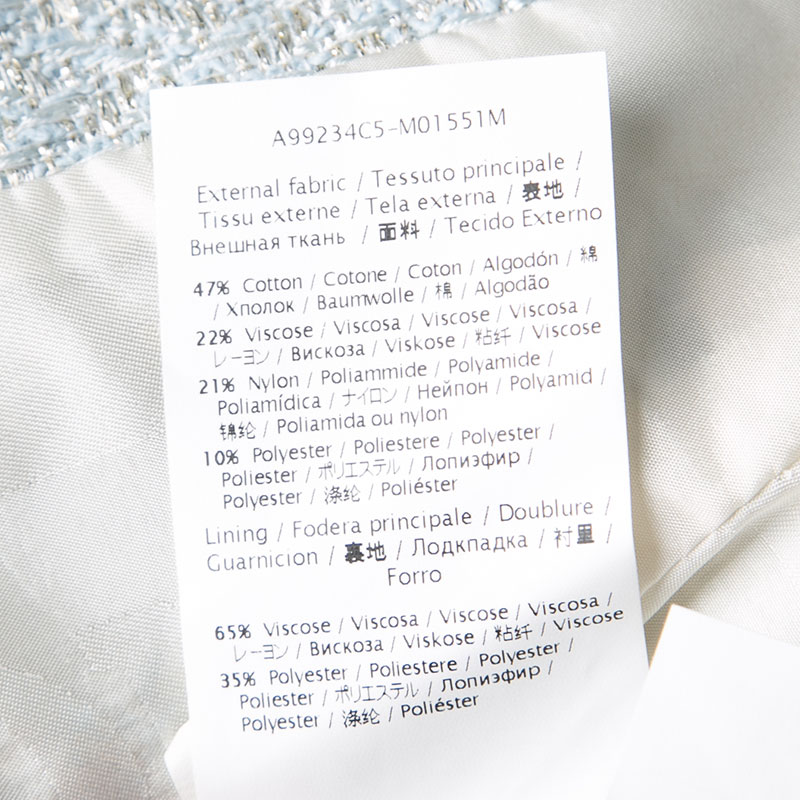 A99234C5-M01551M
External fabric / Tessuto principale /
Tissu externe / Tela externa / 表地 /
Внешная ткань / 面料 / Tecido Externo
47% Cotton / Cotone / Coton / Algodón / 綿
/ Хполок / Baumwolle / 棉 / Algodão
22% Viscose / Viscosa / Viscose / Viscosa /
レーヨン / Вискоза / Viskose / 粘纤 / Viscose
21% Nylon / Poliammide / Polyamide /
Poliamídica / ナイロン / Нейпон / Polyamid /
锦纶 / Poliamida ou nylon
10% Polyester / Poliestere / Polyester /
Poliester / ポリエステル / Лопиэфир /
Polyester / 涤纶 / Poliéster
Lining / Fodera principale / Doublure /
Guarnicion / 裏地 / Лодкпадка / 衬里 /
Forro
65% Viscose / Viscosa / Viscose / Viscosa /
レーヨン / Вискоза / Viskose / 粘纤 / Viscose
35% Polyester / Poliestere / Polyester /
Poliester / ポリエステル / Лопиэфир /
Polyester / 涤纶 / Poliéster